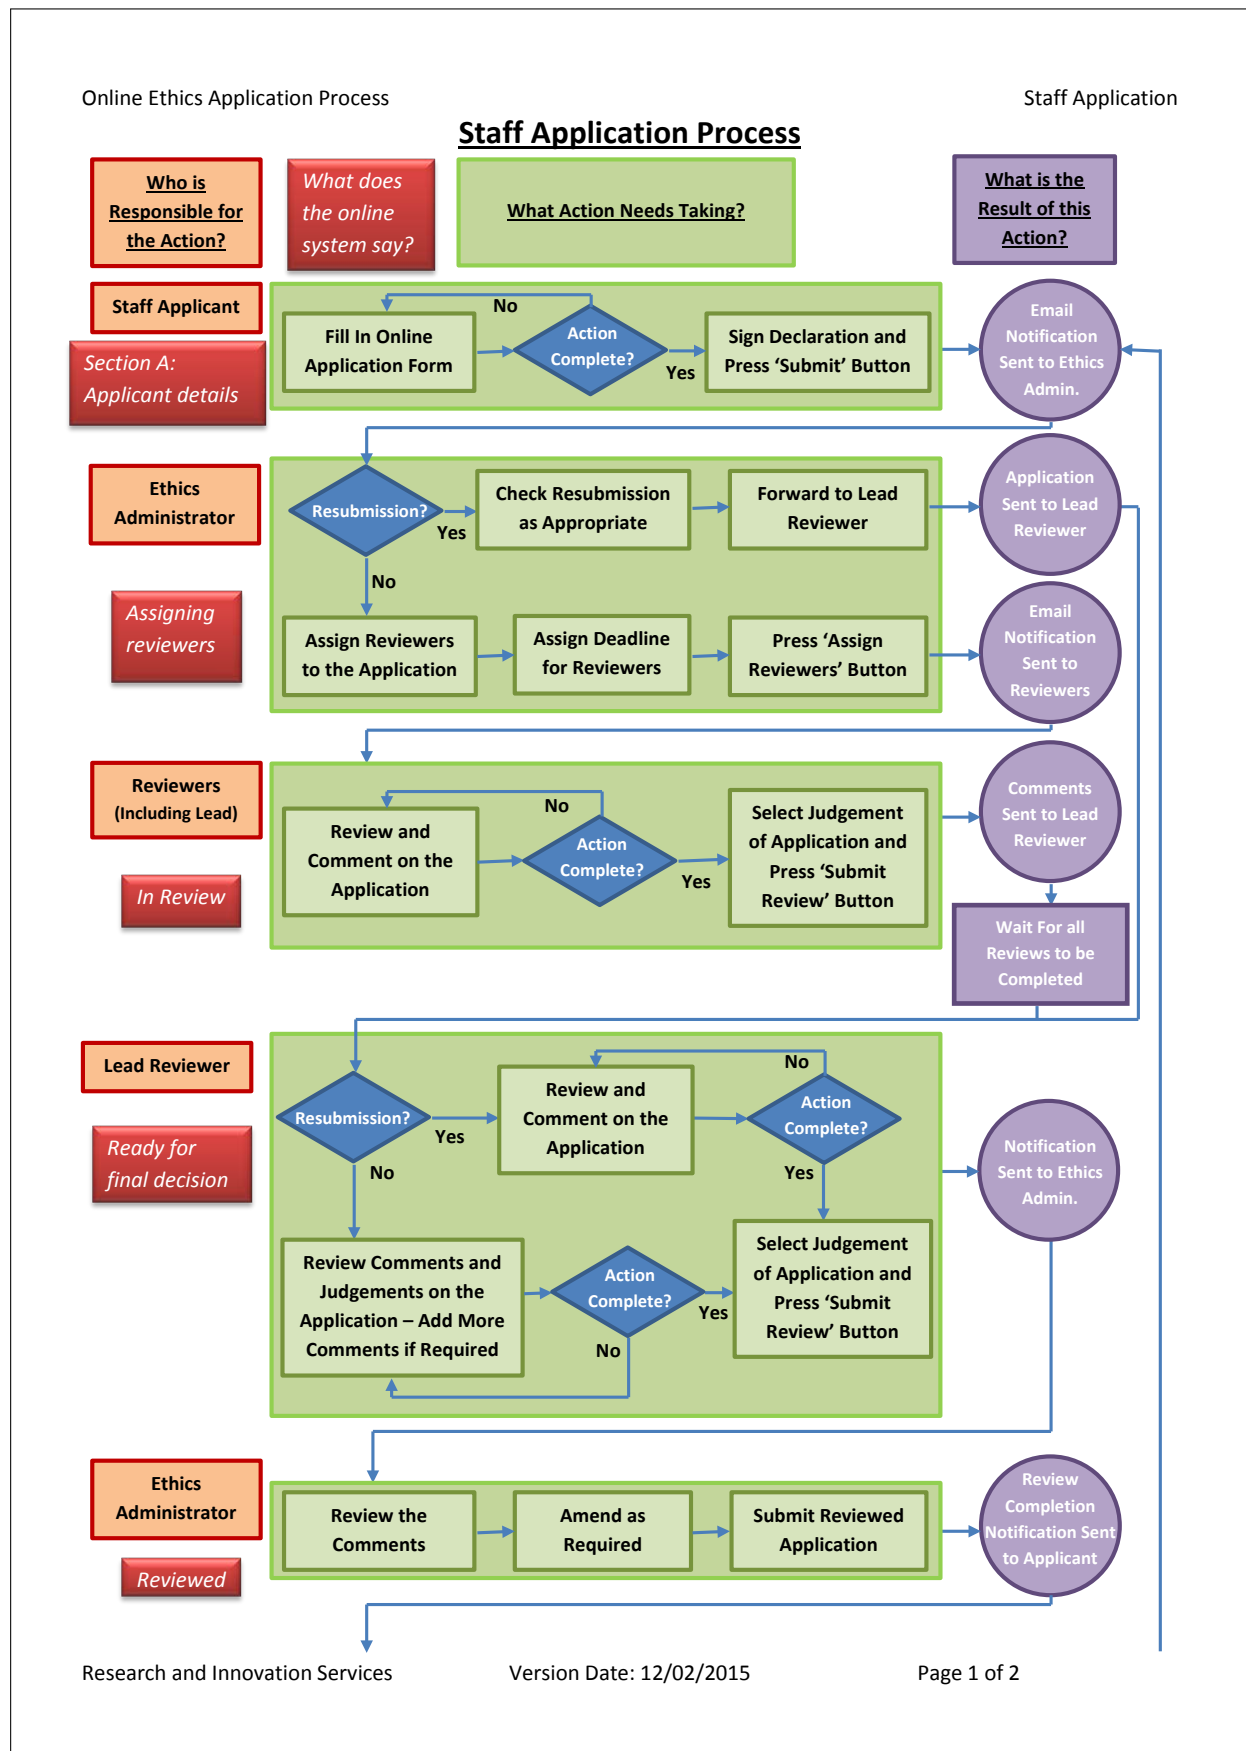 Online Ethics Application Process
Staff Application
Staff Application Process
Who is
Responsible for
the Action?
What does
the online
system say?
What Action Needs Taking?
What is the
Result of this
Action?
Staff Applicant
Section A:
Applicant details
No
Fill In Online
Application Form
Action
Complete?
Yes
Sign Declaration and
Press ‘Submit’ Button
Email
Notification
Sent to Ethics
Admin.
Ethics
Administrator
Resubmission?
Yes
Check Resubmission
as Appropriate
Forward to Lead
Reviewer
Application
Sent to Lead
Reviewer
No
Assigning
reviewers
Assign Reviewers
to the Application
Assign Deadline
for Reviewers
Press ‘Assign
Reviewers’ Button
Email
Notification
Sent to
Reviewers
Reviewers
(Including Lead)
In Review
No
Review and
Comment on the
Application
Action
Complete?
Yes
Select Judgement
of Application and
Press ‘Submit
Review’ Button
Comments
Sent to Lead
Reviewer
Wait For all
Reviews to be
Completed
Lead Reviewer
Ready for
final decision
Resubmission?
Yes
No
Review and
Comment on the
Application
No
Action
Complete?
Yes
Notification
Sent to Ethics
Admin.
Review Comments and
Judgements on the
Application – Add More
Comments if Required
Action
Complete?
Yes
No
Select Judgement
of Application and
Press ‘Submit
Review’ Button
Ethics
Administrator
Reviewed
Review the
Comments
Amend as
Required
Submit Reviewed
Application
Review
Completion
Notification Sent
to Applicant
Research and Innovation Services
Version Date: 12/02/2015
Page 1 of 2